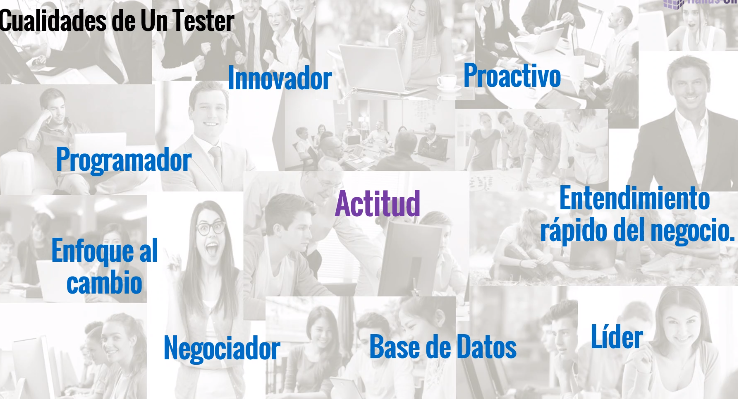 Cualidades de Un Tester
Innovador
Proactivo
Programador
Actitud
Entendimiento
rápido del negocio.
Enfoque al
cambio
Negociador
Base de Datos
Líder